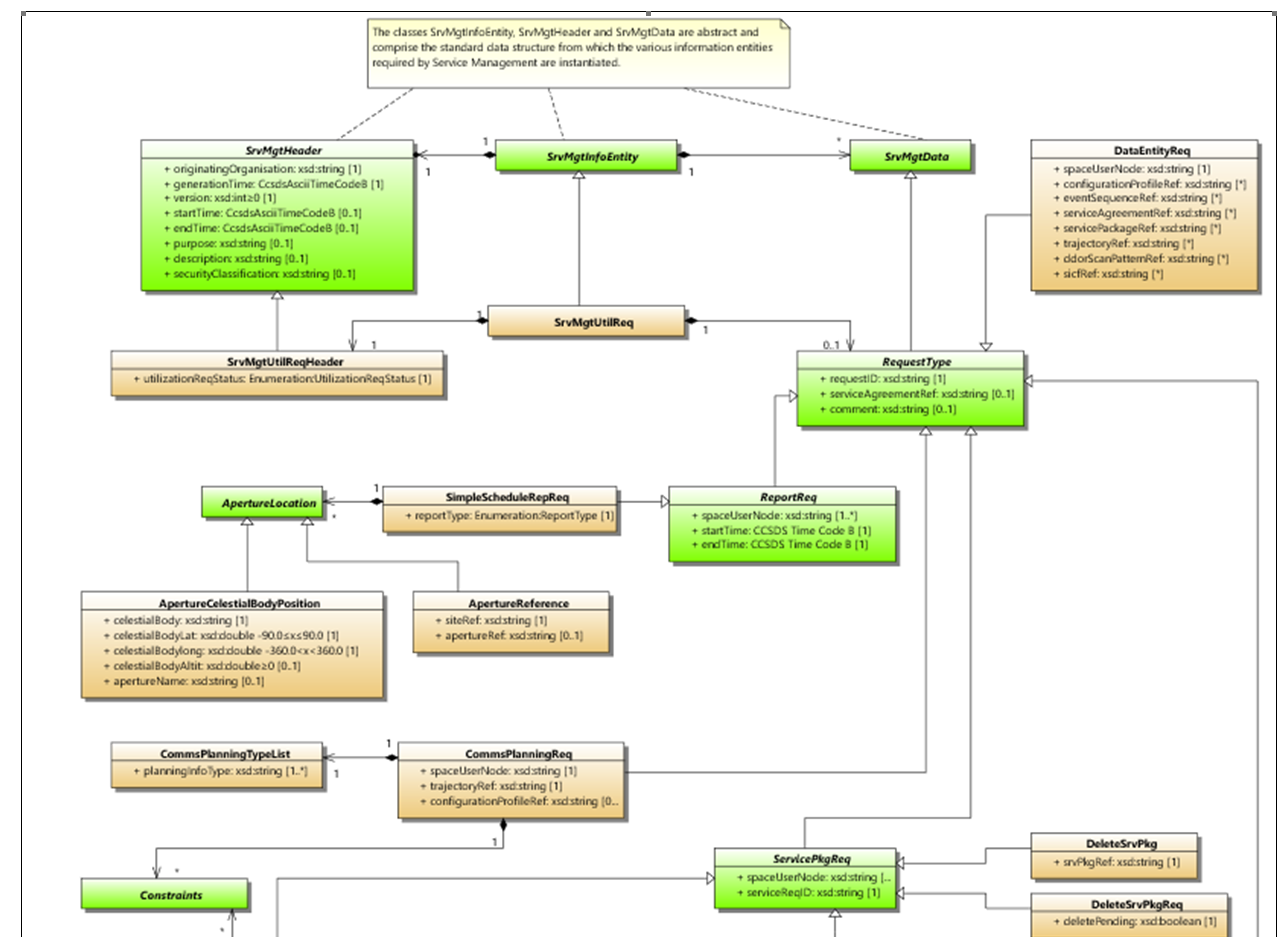 The classes SrvMgtInfoEntity, SrvMgtHeader and SrvMgtData are abstract and
comprise the standard data structure from which the various information entities
required by Service Management are instantiated.
SrvMgtHeader
+ originatingOrganisation: xsd:string [1]
+ generationTime: CcsdsAsciiTimeCodeB [1]
+ version: xsd:int≥0 [1]
+ startTime: CcsdsAsciiTimeCodeB [0..1]
+ endTime: CcsdsAsciiTimeCodeB [0..1]
+ purpose: xsd:string [0..1]
+ description: xsd:string [0..1]
+ securityClassification: xsd:string [0..1]
1
1
SrvMgtInfoEntity
1
*
SrvMgtData
DataEntityReq
+ spaceUserNode: xsd:string [1]
+ configurationProfileRef: xsd:string [*]
+ eventSequenceRef: xsd:string [*]
+ serviceAgreementRef: xsd:string [*]
+ servicePackageRef: xsd:string [*]
+ trajectoryRef: xsd:string [*]
+ ddorScanPatternRef: xsd:string [*]
+ sicfRef: xsd:string [*]
1
SrvMgtUtilReq
1
1
0..1
SrvMgtUtilReqHeader
+ utilizationReqStatus: Enumeration:UtilizationReqStatus [1]
RequestType
+ requestID: xsd:string [1]
+ serviceAgreementRef: xsd:string [0..1]
+ comment: xsd:string [0..1]
ApertureLocation
1
*
SimpleScheduleRepReq
+ reportType: Enumeration:ReportType [1]
ReportReq
+ spaceUserNode: xsd:string [1..*]
+ startTime: CCSDS Time Code B [1]
+ endTime: CCSDS Time Code B [1]
ApertureCelestialBodyPosition
+ celestialBody: xsd:string [1]
+ celestialBodyLat: xsd:double -90.0≤x≤90.0 [1]
+ celestialBodylong: xsd:double -360.0<x<360.0 [1]
+ celestialBodyAltit: xsd:double≥0 [0..1]
+ apertureName: xsd:string [0..1]
ApertureReference
+ siteRef: xsd:string [1]
+ apertureRef: xsd:string [0..1]
CommsPlanningTypeList
+ planningInfoType: xsd:string [1..*]
1
1
CommsPlanningReq
+ spaceUserNode: xsd:string [1]
+ trajectoryRef: xsd:string [1]
+ configurationProfileRef: xsd:string [0...
1
*
Constraints
*
ServicePkgReq
+ spaceUserNode: xsd:string [...
+ serviceReqID: xsd:string [1]
DeleteSrvPkg
+ srvPkgRef: xsd:string [1]
DeleteSrvPkgReq
+ deletePending: xsd:boolean [1]